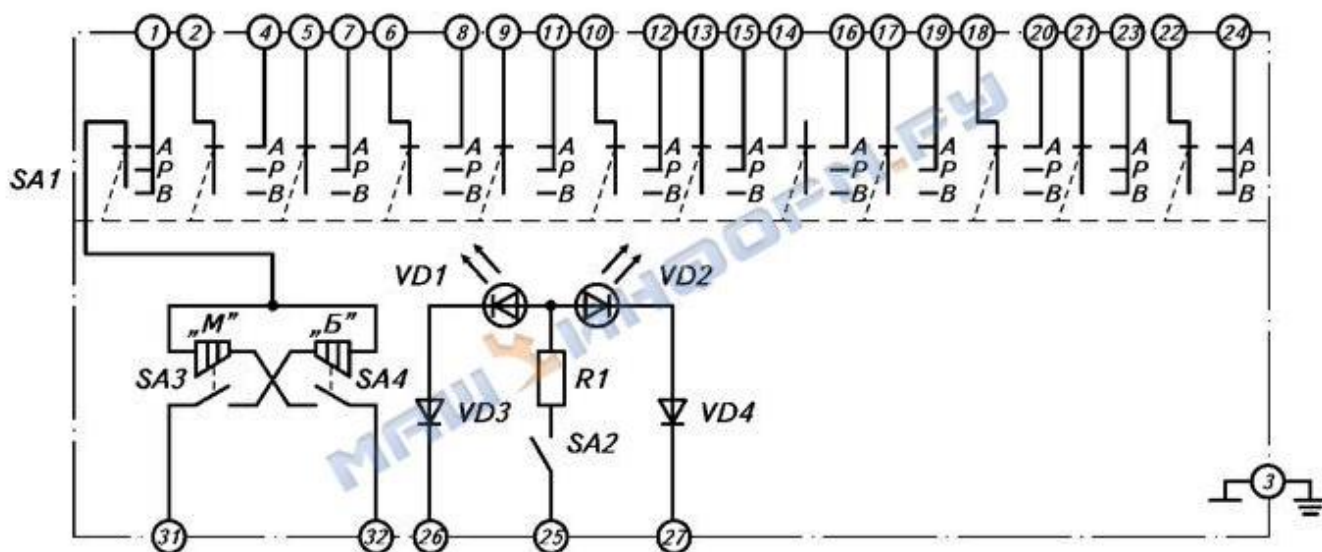 1 2 4 5 7 6 8 9 11 10 12 13 15 14 16 17 19 18 20 21 23 22 24
А А А А А А А А А А А
SA1 Р Р Р Р Р Р Р Р Р Р Р
В В В В В В В В В В В
VD1 VD2
„М” „Б”
SA3 SA4 R1
VD3 VD4
SA2
3
31 32 26 25 27
МАШИНФОРМ.РУ